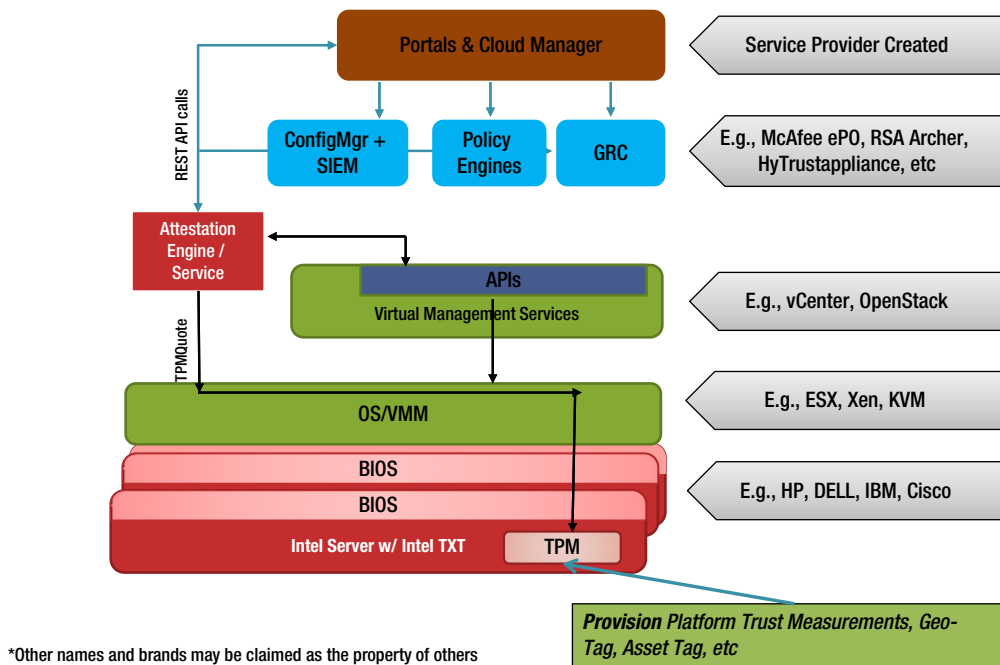 Portals & Cloud Manager
Service Provider Created
REST API calls
ConfigMgr +
SIEM
Policy
Engines
GRC
E.g., McAfee ePO, RSA Archer,
HyTrustappliance, etc
Attestation
Engine /
Service
APIs
Virtual Management Services
E.g., vCenter, OpenStack
TPMQuote
OS/VMM
E.g., ESX, Xen, KVM
BIOS
BIOS
E.g., HP, DELL, IBM, Cisco
Intel Server w/ Intel TXT
TPM
Provision Platform Trust Measurements, Geo-
Tag, Asset Tag, etc
*Other names and brands may be claimed as the property of others